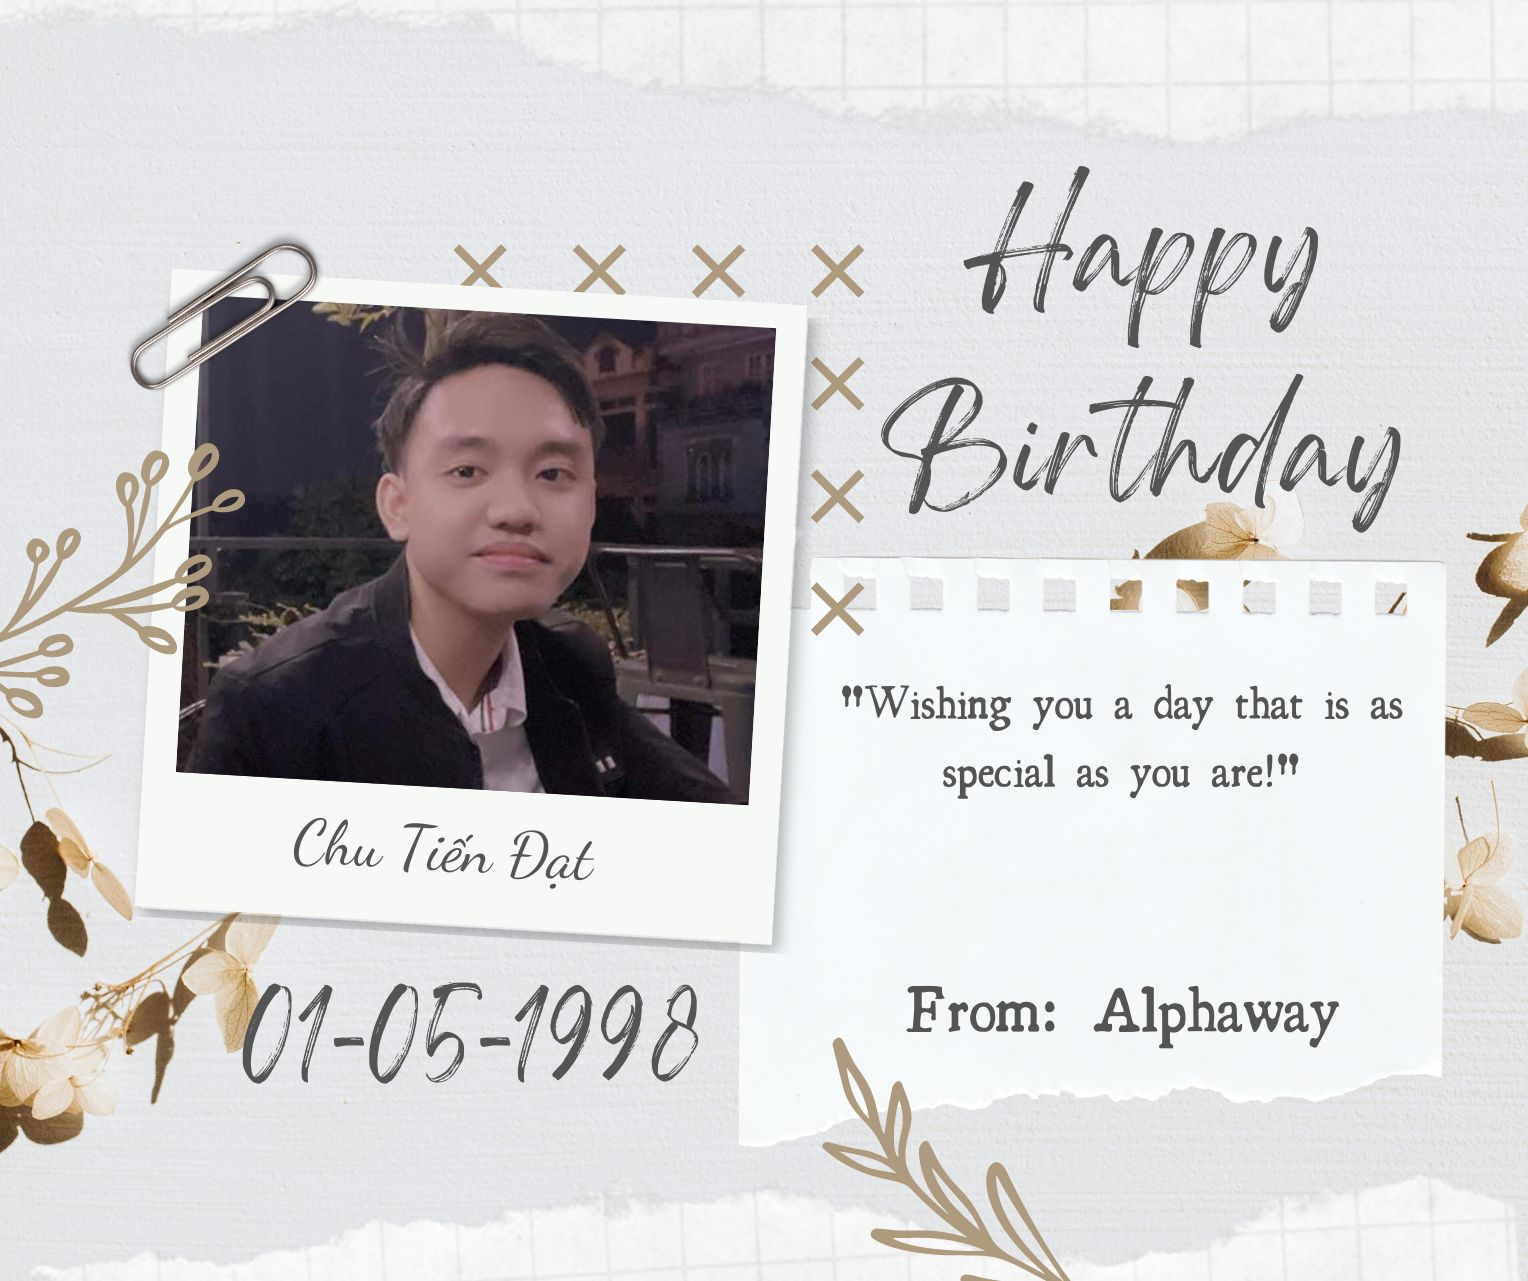 Happy
Birthday
"Wishing you a day that is as
special as you are!"
Chu Tiến Đạt
From: Alphaway
01-05-1998